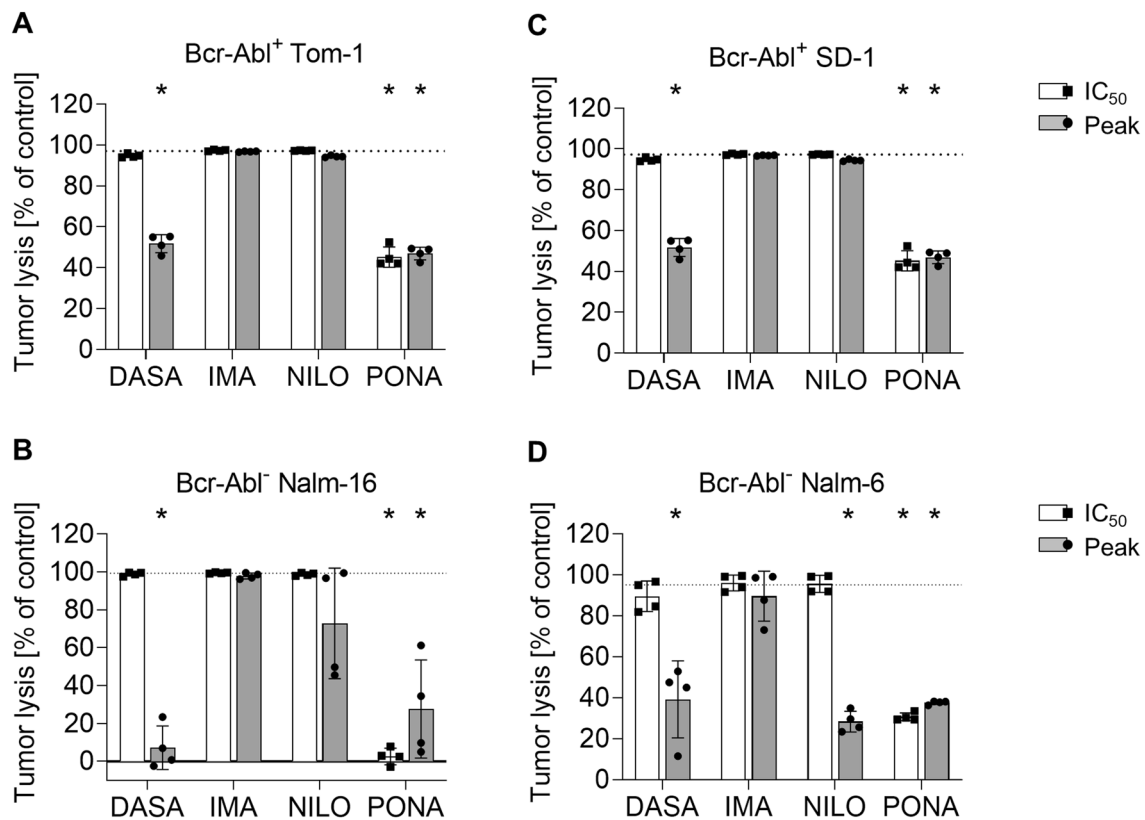 A
Bcr-Abl⁺ Tom-1
* * *
Tumor lysis [% of control]
120
100
80
60
40
20
0
DASA IMA NILO PONA
C
Bcr-Abl⁺ SD-1
* * *
Tumor lysis [% of control]
120
100
80
60
40
20
0
DASA IMA NILO PONA
IC₅₀
Peak
B
Bcr-Abl⁻ Nalm-16
* * *
Tumor lysis [% of control]
120
100
80
60
40
20
0
DASA IMA NILO PONA
D
Bcr-Abl⁻ Nalm-6
* * * *
Tumor lysis [% of control]
120
100
80
60
40
20
0
DASA IMA NILO PONA
IC₅₀
Peak